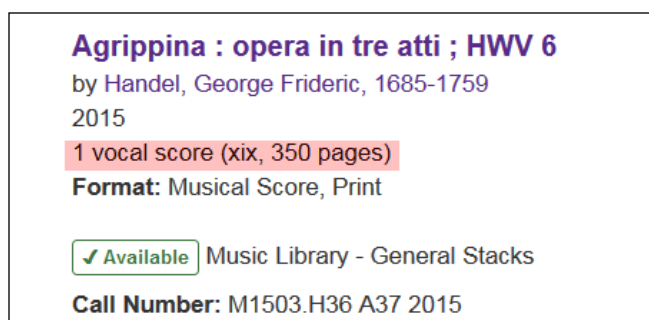 Agrippina : opera in tre atti ; HWV 6
by Handel, George Frideric, 1685-1759
2015
1 vocal score (xix, 350 pages)
Format: Musical Score, Print
✓ Available Music Library - General Stacks
Call Number: M1503.H36 A37 2015